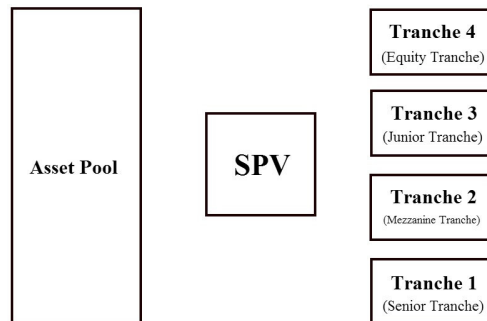 Asset Pool
SPV
Tranche 4
(Equity Tranche)
Tranche 3
(Junior Tranche)
Tranche 2
(Mezzanine Tranche)
Tranche 1
(Senior Tranche)